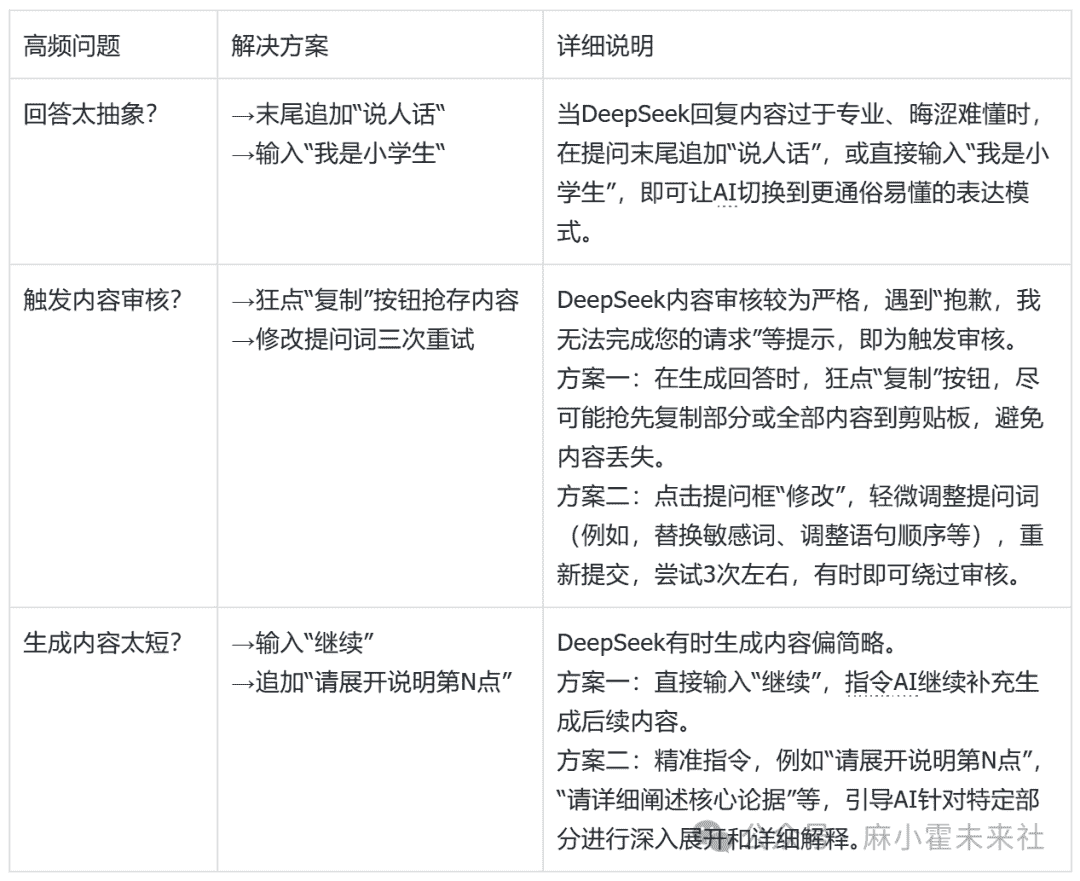 高频问题
解决方案
详细说明
回答太抽象？
→末尾追加“说人话“
→输入“我是小学生“
当DeepSeek回复内容过于专业、晦涩难懂时，
在提问末尾追加“说人话”，或直接输入“我是小
学生”，即可让AI切换到更通俗易懂的表达模
式。
触发内容审核？
→狂点“复制”按钮抢存内容
→修改提问词三次重试
DeepSeek内容审核较为严格，遇到“抱歉，我
无法完成您的请求”等提示，即为触发审核。
方案一：在生成回答时，狂点“复制”按钮，尽
可能抢先复制部分或全部内容到剪贴板，避免
内容丢失。
方案二：点击提问框“修改”，轻微调整提问词
（例如，替换敏感词、调整语句顺序等），重
新提交，尝试3次左右，有时即可绕过审核。
生成内容太短？
→输入“继续”
→追加“请展开说明第N点”
DeepSeek有时生成内容偏简略。
方案一：直接输入“继续”，指令AI继续补充生
成后续内容。
方案二：精准指令，例如“请展开说明第N点”，
“请详细阐述核心论据”等，引导AI针对特定部
分进行深入展开和详细解释。
公众号 麻小霍未来社